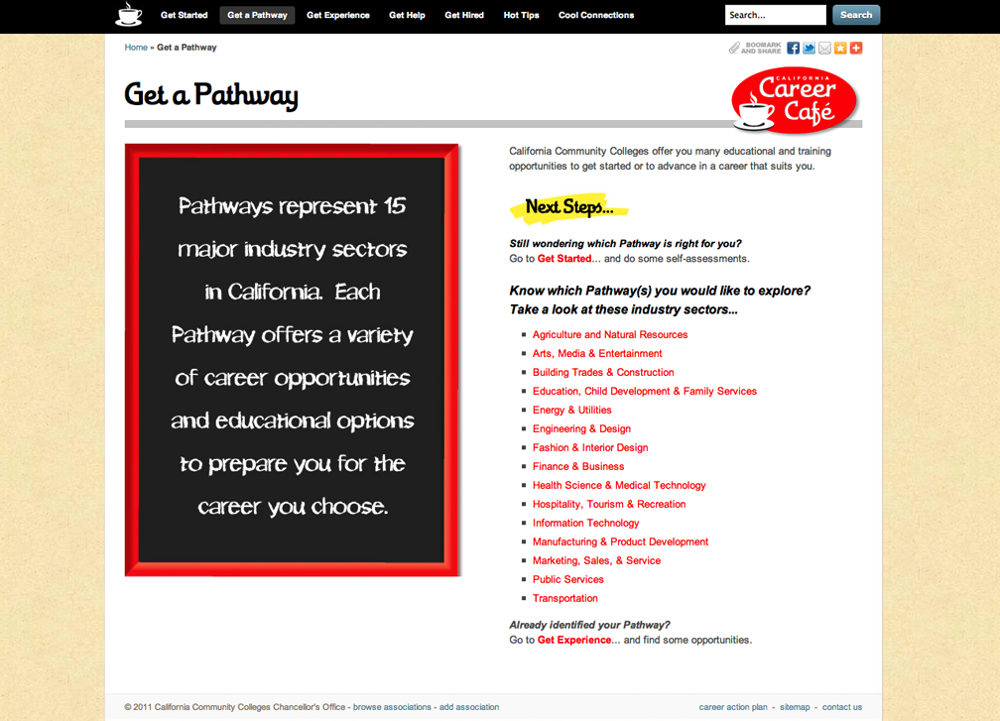 Get Started Get a Pathway Get Experience Get Help Get Hired Hot Tips Cool Connections Search... Search
Home » Get a Pathway
BOOMARK
AND SHARE
Get a Pathway
CALIFORNIA
Career
Café
Pathways represent 15
major industry sectors
in California. Each
Pathway offers a variety
of career opportunities
and educational options
to prepare you for the
career you choose.
California Community Colleges offer you many educational and training
opportunities to get started or to advance in a career that suits you.
Next Steps...
Still wondering which Pathway is right for you?
Go to Get Started... and do some self-assessments.
Know which Pathway(s) you would like to explore?
Take a look at these industry sectors...
Agriculture and Natural Resources
Arts, Media & Entertainment
Building Trades & Construction
Education, Child Development & Family Services
Energy & Utilities
Engineering & Design
Fashion & Interior Design
Finance & Business
Health Science & Medical Technology
Hospitality, Tourism & Recreation
Information Technology
Manufacturing & Product Development
Marketing, Sales, & Service
Public Services
Transportation
Already identified your Pathway?
Go to Get Experience... and find some opportunities.
© 2011 California Community Colleges Chancellor's Office - browse associations - add association
career action plan - sitemap - contact us